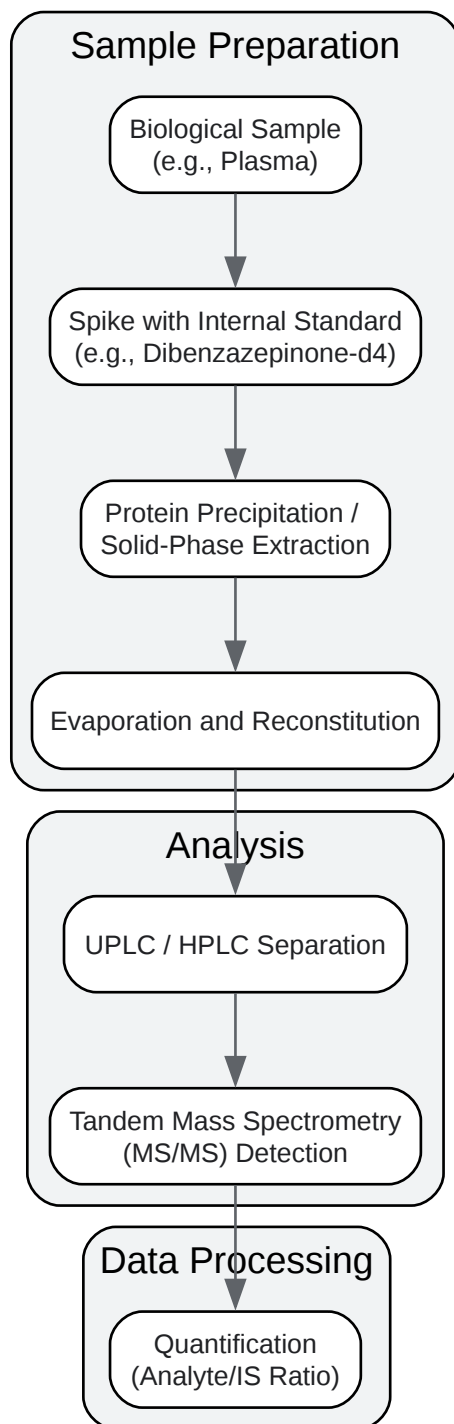 Sample Preparation
Biological Sample
(e.g., Plasma)
Spike with Internal Standard
(e.g., Dibenzazepinone-d4)
Protein Precipitation /
Solid-Phase Extraction
Evaporation and Reconstitution
Analysis
UPLC / HPLC Separation
Tandem Mass Spectrometry
(MS/MS) Detection
Data Processing
Quantification
(Analyte/IS Ratio)